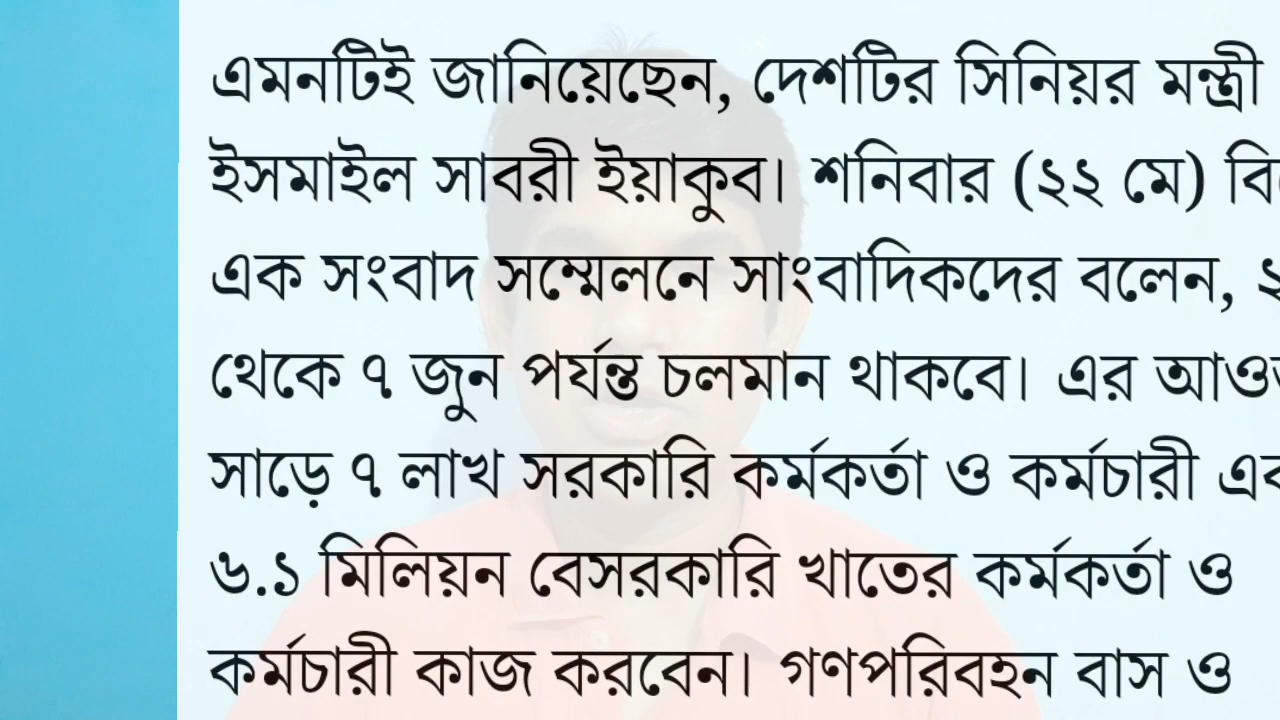 এমনটিই জানিয়েছেন, দেশটির সিনিয়র মন্ত্রী
ইসমাইল সাবরী ইয়াকুব। শনিবার (২২ মে)
এক সংবাদ সম্মেলনে সাংবাদিকদের বলেন,
থেকে ৭ জুন পর্যন্ত চলমান থাকবে। এর
সাড়ে ৭ লাখ সরকারি কর্মকর্তা ও কর্মচারী
৬.১ মিলিয়ন বেসরকারি খাতের কর্মকর্তা ও
কর্মচারী কাজ করবেন। গণপরিবহন বাস ও